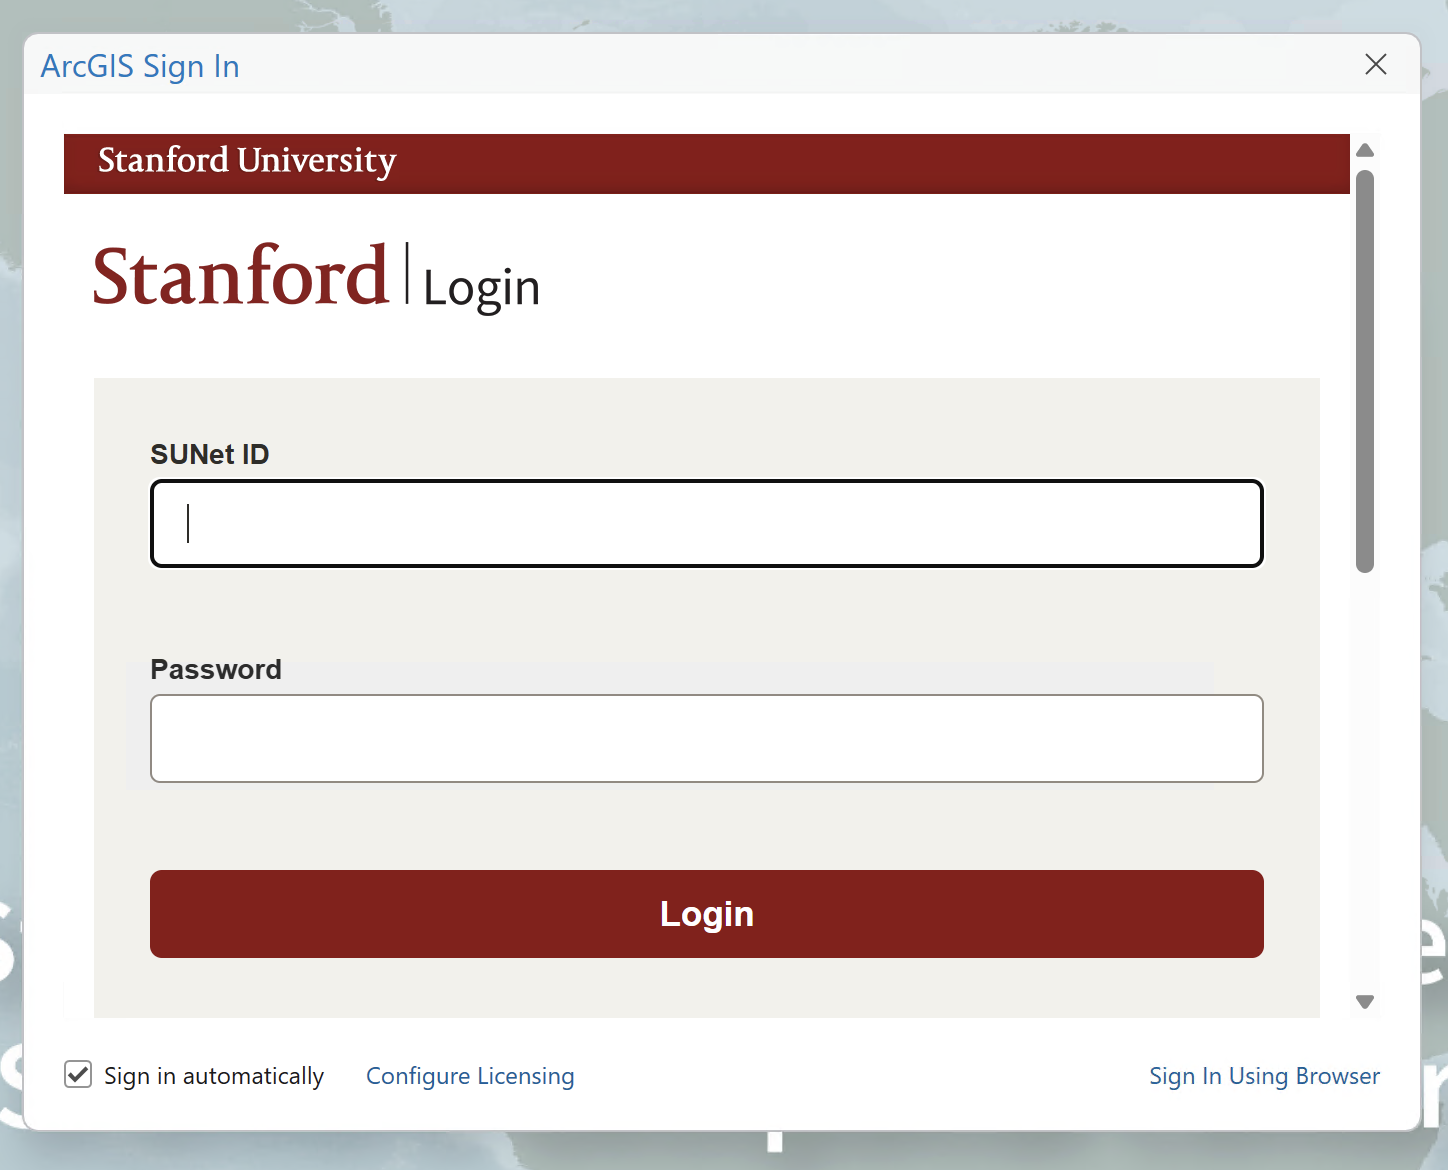 ArcGIS Sign In
Stanford University
Stanford | Login
SUNet ID
Password
Login
Sign in automatically Configure Licensing Sign In Using Browser